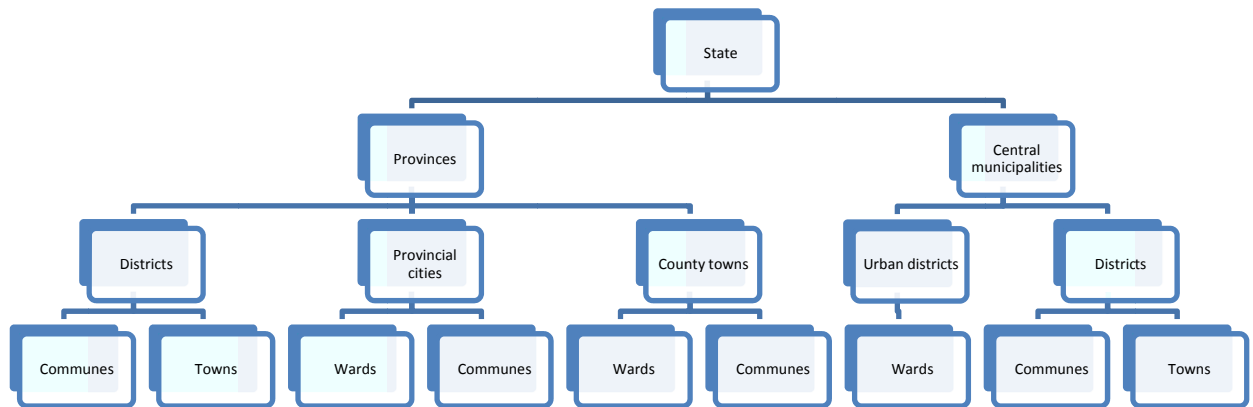 State
Provinces
Central
municipalities
Districts
Provincial
cities
County towns
Urban districts
Districts
Communes
Towns
Wards
Communes
Wards
Communes
Wards
Communes
Towns